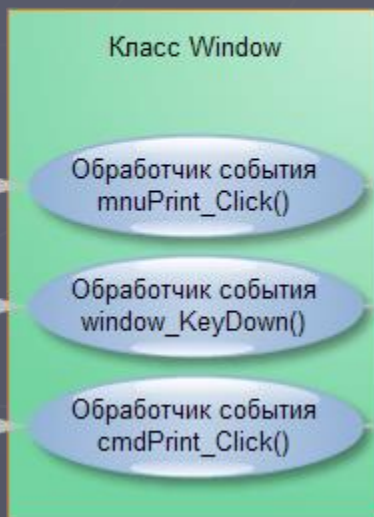 Класс Window
Обработчик события
mnuPrint_Click()
Обработчик события
window_KeyDown()
Обработчик события
cmdPrint_Click()